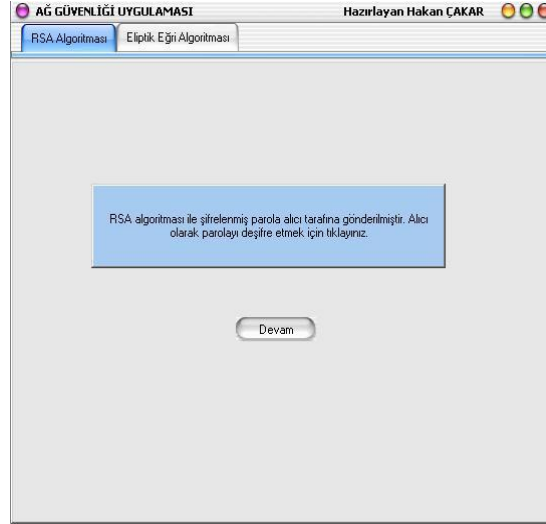 AĞ GÜVENLİĞİ UYGULAMASI Hazırlayan Hakan ÇAKAR
RSA Algoritması Eliptik Eğri Algoritması
RSA algoritması ile şifrelenmiş parola alıcı tarafına gönderilmiştir. Alıcı
olarak parolayı deşifre etmek için tıklayınız.
Devam